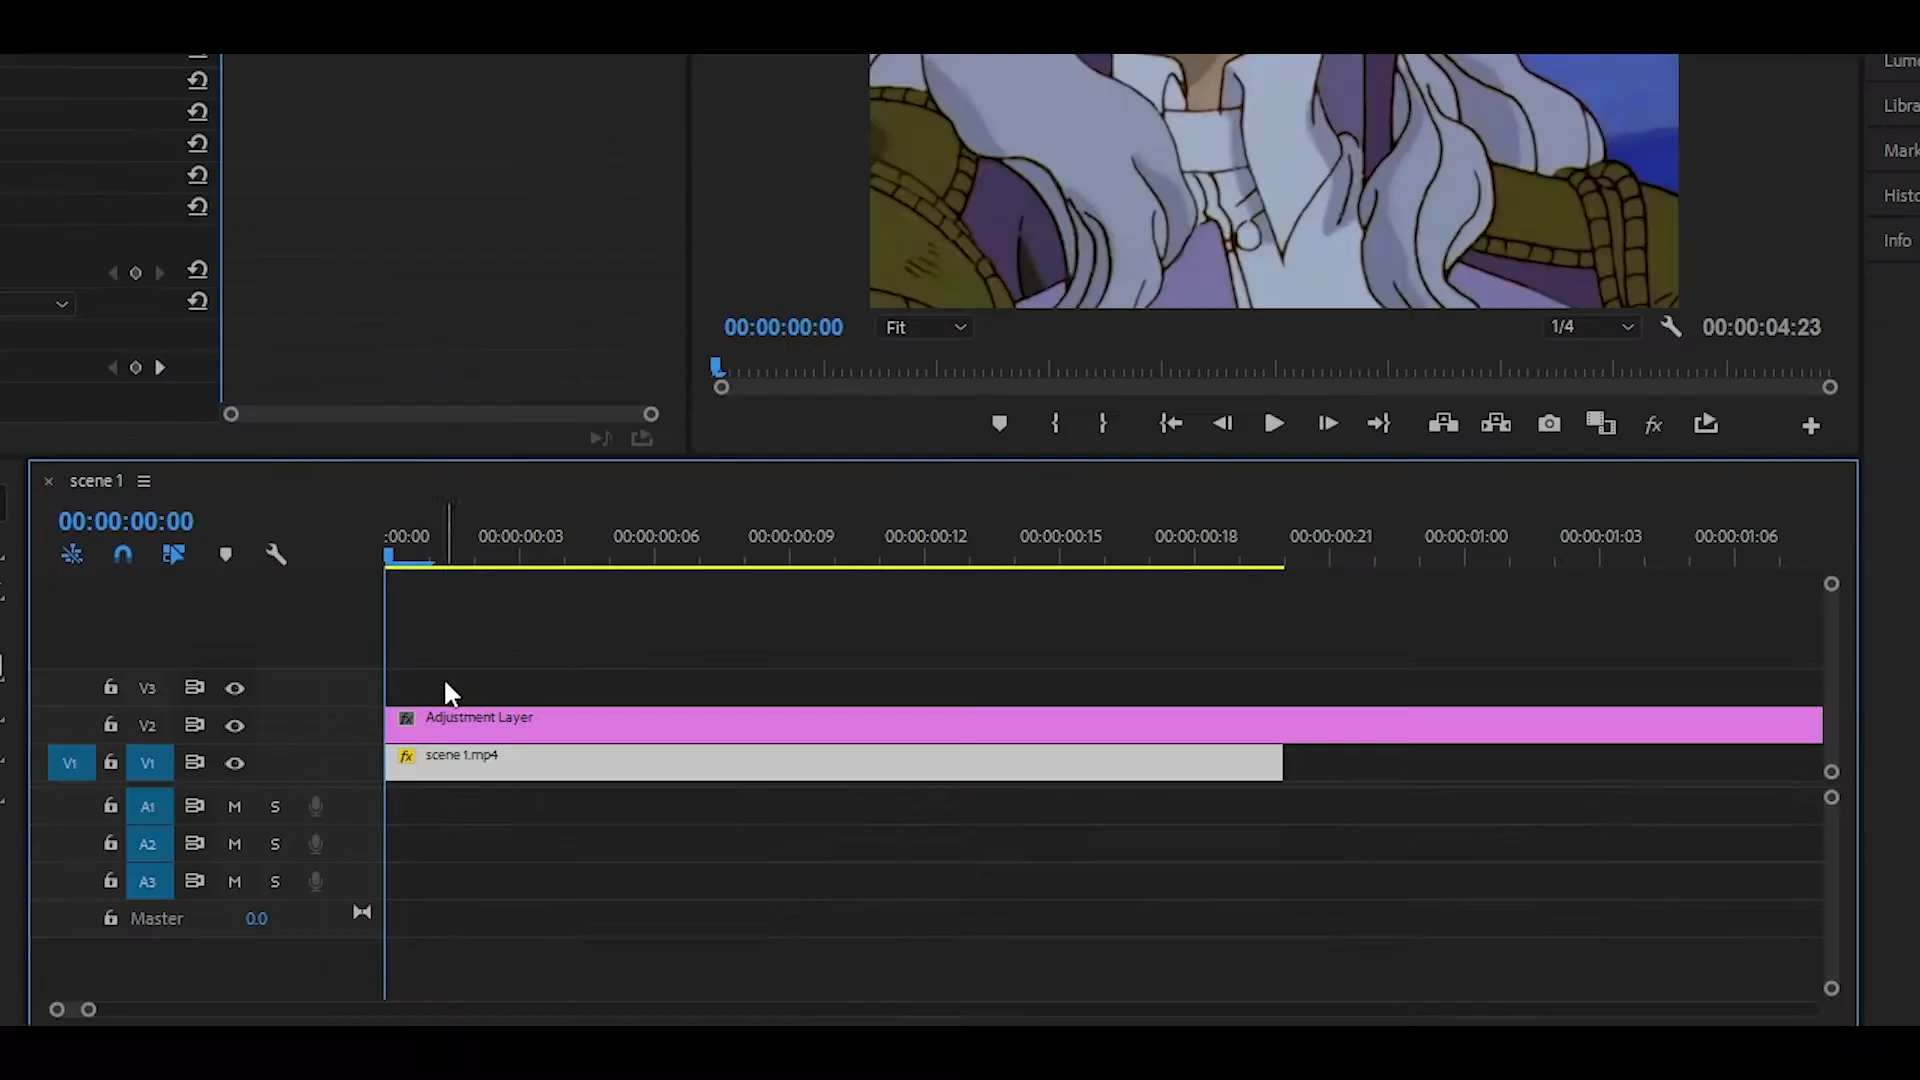 Lume
Libra
Mark
Histo
Info
00:00:00:00
Fit
1/4
00:00:04:23
fx
× scene 1
00:00:00:00
:00:00
00:00:00:03
00:00:00:06
00:00:00:09
00:00:00:12
00:00:00:15
00:00:00:18
00:00:00:21
00:00:01:00
00:00:01:03
00:00:01:06
V3
V2
fx Adjustment Layer
V1 V1
fx scene 1.mp4
A1 M S
A2 M S
A3 M S
Master 0.0